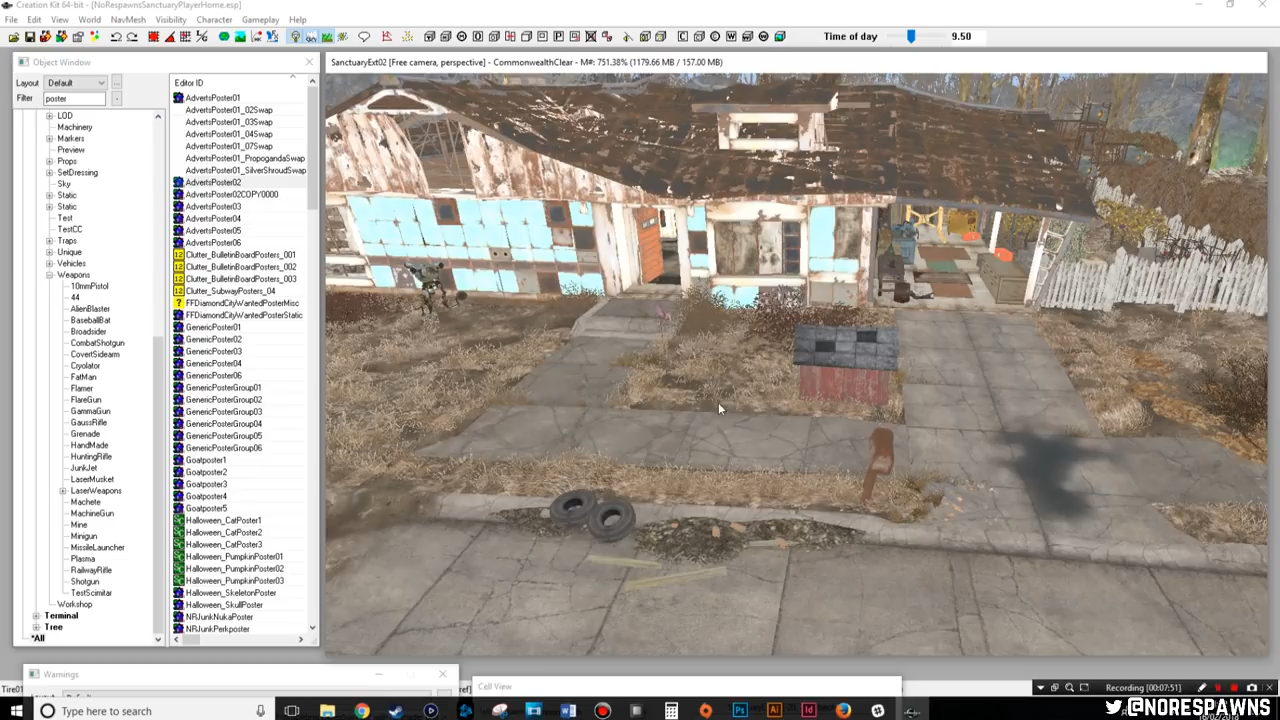 Creation Kit 64-bit - [NoRespawnsSanctuaryPlayerHome.esp]
File Edit View World NavMesh Visibility Character Gameplay Help
Time of day 9.50
Object Window
SanctuaryExt02 [Free camera, perspective] - CommonwealthClear - M#: 751.38% (1179.66 MB / 157.00 MB)
Layout Default ...
Filter poster
LOD
Machinery
Markers
Preview
Props
SetDressing
Sky
Static
Static
Test
TestCC
Traps
Unique
Vehicles
Weapons
10mmPistol
44
AlienBlaster
BaseballBat
Broadsider
CombatShotgun
CovertSidearm
Cryolator
FatMan
Flamer
FlareGun
GammaGun
GaussRifle
Grenade
HandMade
HuntingRifle
JunkJet
LaserMusket
LaserWeapons
Machete
MachineGun
Mine
Minigun
MissileLauncher
Plasma
RailwayRifle
Shotgun
TestScimitar
Workshop
Terminal
Tree
*All
Editor ID
AdvertsPoster01
AdvertsPoster01_02Swap
AdvertsPoster01_03Swap
AdvertsPoster01_04Swap
AdvertsPoster01_07Swap
AdvertsPoster01_PropogandaSwap
AdvertsPoster01_SilverShroudSwap
AdvertsPoster02
AdvertsPoster02COPY0000
AdvertsPoster03
AdvertsPoster04
AdvertsPoster05
AdvertsPoster06
Clutter_BulletinBoardPosters_001
Clutter_BulletinBoardPosters_002
Clutter_BulletinBoardPosters_003
Clutter_SubwayPosters_04
FFDiamondCityWantedPosterMisc
FFDiamondCityWantedPosterStatic
GenericPoster01
GenericPoster02
GenericPoster03
GenericPoster04
GenericPoster06
GenericPosterGroup01
GenericPosterGroup02
GenericPosterGroup03
GenericPosterGroup04
GenericPosterGroup05
GenericPosterGroup06
Goatposter1
Goatposter2
Goatposter3
Goatposter4
Goatposter5
Halloween_CatPoster1
Halloween_CatPoster2
Halloween_CatPoster3
Halloween_PumpkinPoster01
Halloween_PumpkinPoster02
Halloween_PumpkinPoster03
Halloween_SkeletonPoster
Halloween_SkullPoster
NRJunkNukaPoster
NRJunkPerkposter
Warnings
Cell View
Recording [00:07:51]
Type here to search
@NORESPAWNS